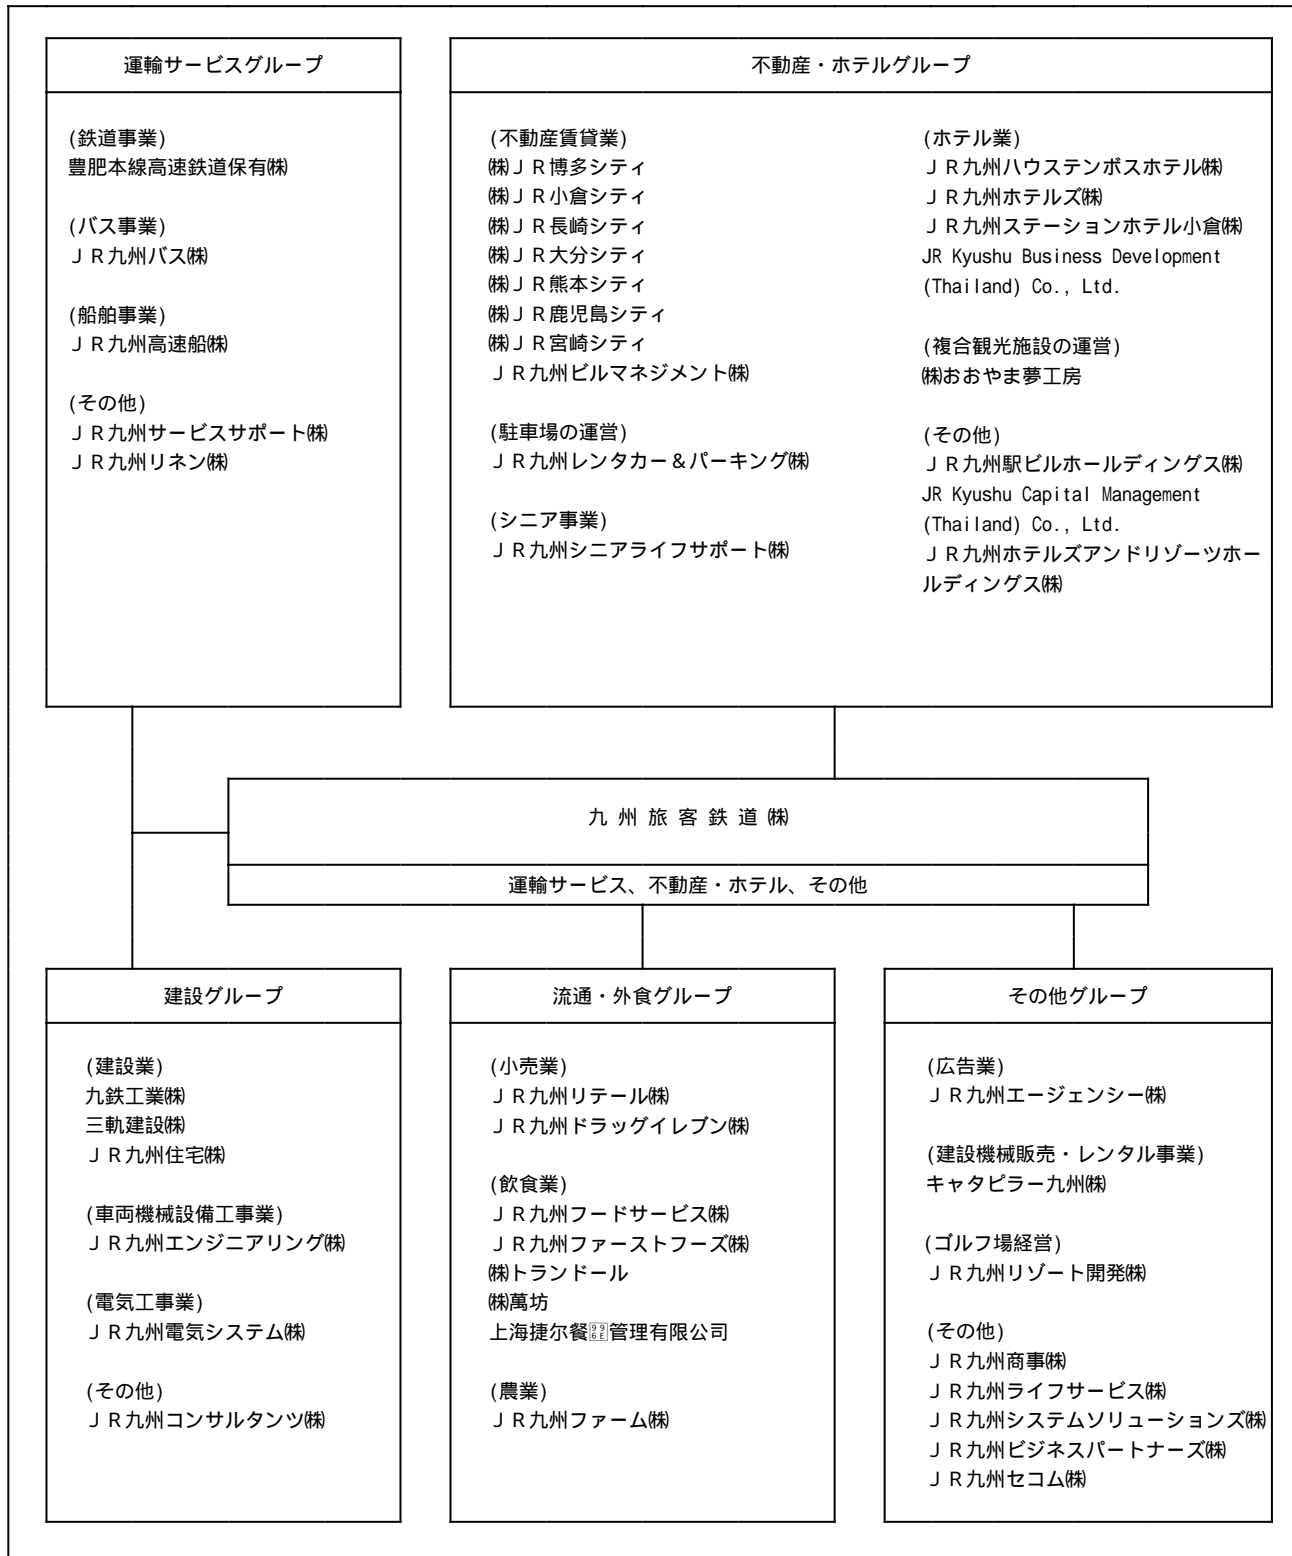 運輸サービスグループ
(鉄道事業)
豊肥本線高速鉄道保有㈱
(バス事業)
ＪＲ九州バス㈱
(船舶事業)
ＪＲ九州高速船㈱
(その他)
ＪＲ九州サービスサポート㈱
ＪＲ九州リネン㈱
不動産・ホテルグループ
(不動産賃貸業)
㈱ＪＲ博多シティ
㈱ＪＲ小倉シティ
㈱ＪＲ長崎シティ
㈱ＪＲ大分シティ
㈱ＪＲ熊本シティ
㈱ＪＲ鹿児島シティ
㈱ＪＲ宮崎シティ
ＪＲ九州ビルマネジメント㈱
(駐車場の運営)
ＪＲ九州レンタカー＆パーキング㈱
(シニア事業)
ＪＲ九州シニアライフサポート㈱
(ホテル業)
ＪＲ九州ハウステンボスホテル㈱
ＪＲ九州ホテルズ㈱
ＪＲ九州ステーションホテル小倉㈱
JR Kyushu Business Development
(Thailand) Co., Ltd.
(複合観光施設の運営)
㈱おおやま夢工房
(その他)
ＪＲ九州駅ビルホールディングス㈱
JR Kyushu Capital Management
(Thailand) Co., Ltd.
ＪＲ九州ホテルズアンドリゾーツホー
ルディングス㈱
九州旅客鉄道㈱
運輸サービス、不動産・ホテル、その他
建設グループ
(建設業)
九鉄工業㈱
三軌建設㈱
ＪＲ九州住宅㈱
(車両機械設備工事業)
ＪＲ九州エンジニアリング㈱
(電気工事業)
ＪＲ九州電気システム㈱
(その他)
ＪＲ九州コンサルタンツ㈱
流通・外食グループ
(小売業)
ＪＲ九州リテール㈱
ＪＲ九州ドラッグイレブン㈱
(飲食業)
ＪＲ九州フードサービス㈱
ＪＲ九州ファーストフーズ㈱
㈱トランドール
㈱萬坊
上海捷尔餐管理有限公司
(農業)
ＪＲ九州ファーム㈱
その他グループ
(広告業)
ＪＲ九州エージェンシー㈱
(建設機械販売・レンタル事業)
キャタピラー九州㈱
(ゴルフ場経営)
ＪＲ九州リゾート開発㈱
(その他)
ＪＲ九州商事㈱
ＪＲ九州ライフサービス㈱
ＪＲ九州システムソリューションズ㈱
ＪＲ九州ビジネスパートナーズ㈱
ＪＲ九州セコム㈱